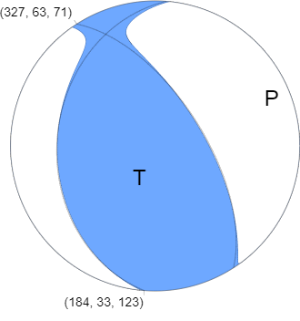 (327, 63, 71)
P
T
(184, 33, 123)